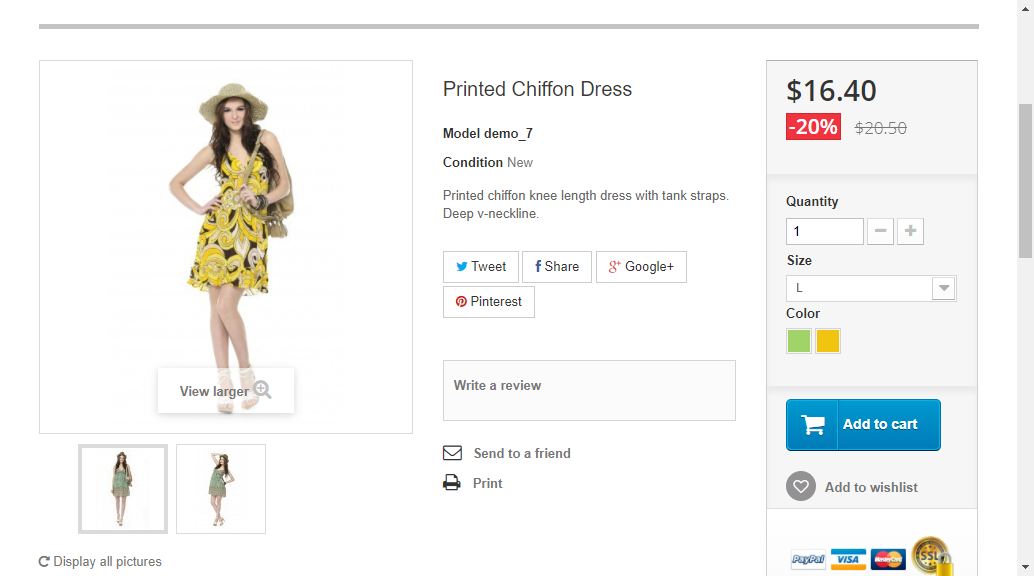 Printed Chiffon Dress
Model demo_7
Condition New
Printed chiffon knee length dress with tank straps.
Deep v-neckline.
Tweet
Share
Google+
Pinterest
Write a review
Send to a friend
Print
View larger
Display all pictures
$16.40
-20% $20.50
Quantity
1
Size
L
Color
Add to cart
Add to wishlist
PayPal VISA MasterCard SSL